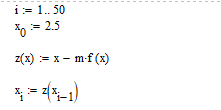 i := 1.. 50
x0 := 2.5
z(x) := x − m·f(x)
xi := z(xi−1)